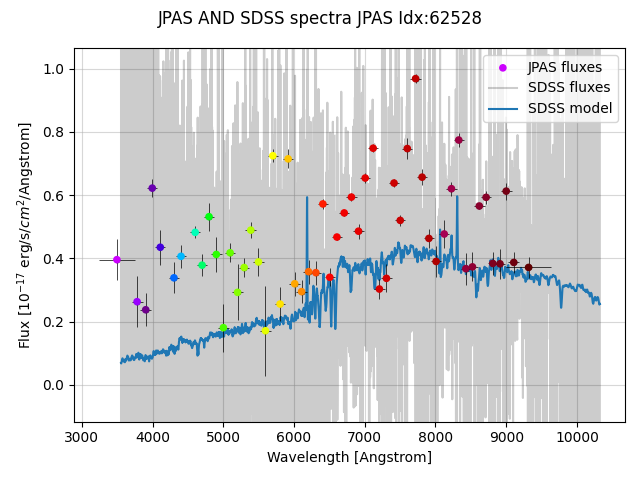 JPAS AND SDSS spectra JPAS Idx:62528
JPAS fluxes
SDSS fluxes
SDSS model
1.0
0.8
0.6
0.4
0.2
0.0
Flux [10⁻¹⁷ erg/s/cm²/Angstrom]
3000 4000 5000 6000 7000 8000 9000 10000
Wavelength [Angstrom]